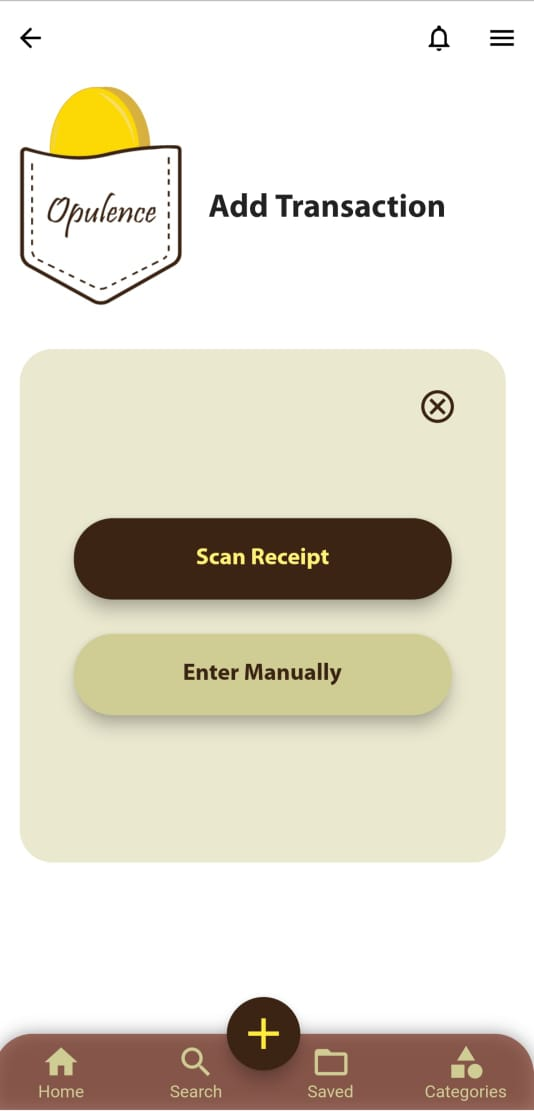 Opulence
Add Transaction
Scan Receipt
Enter Manually
Home
Search
Saved
Categories